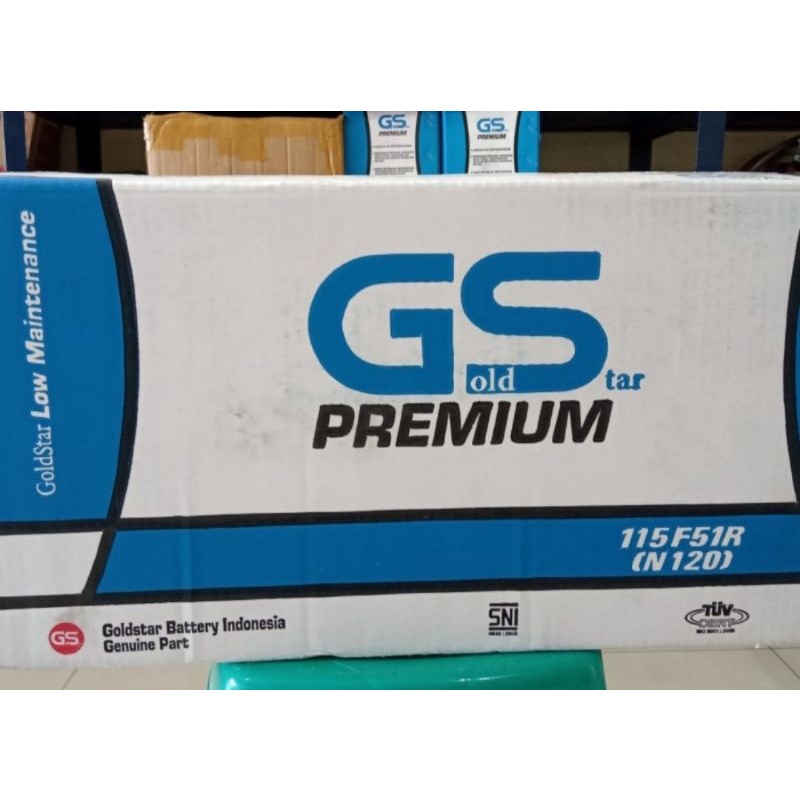 GS
PREMIUM
GS
PREMIUM
GoldStar Low Maintenance
GS
old
tar
PREMIUM
115F51R
(N120)
GS
Goldstar Battery Indonesia
Genuine Part
SNI
TÜV
CERT